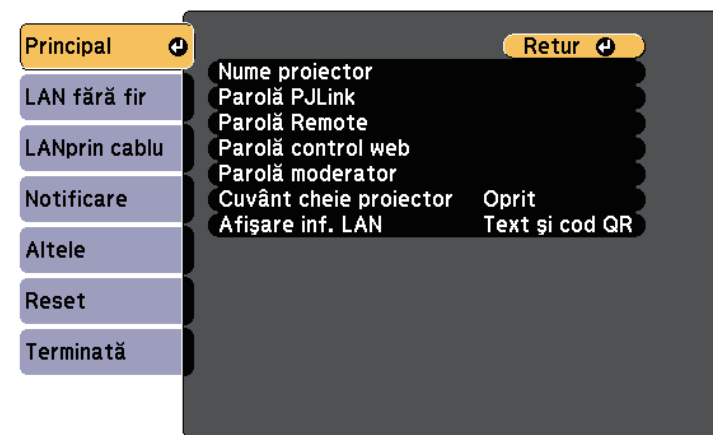 Principal
LAN fără fir
LANprin cablu
Notificare
Altele
Reset
Terminată
Retur
Nume proiector
Parolă PJLink
Parolă Remote
Parolă control web
Parolă moderator
Cuvânt cheie proiector Oprit
Afişare inf. LAN Text şi cod QR